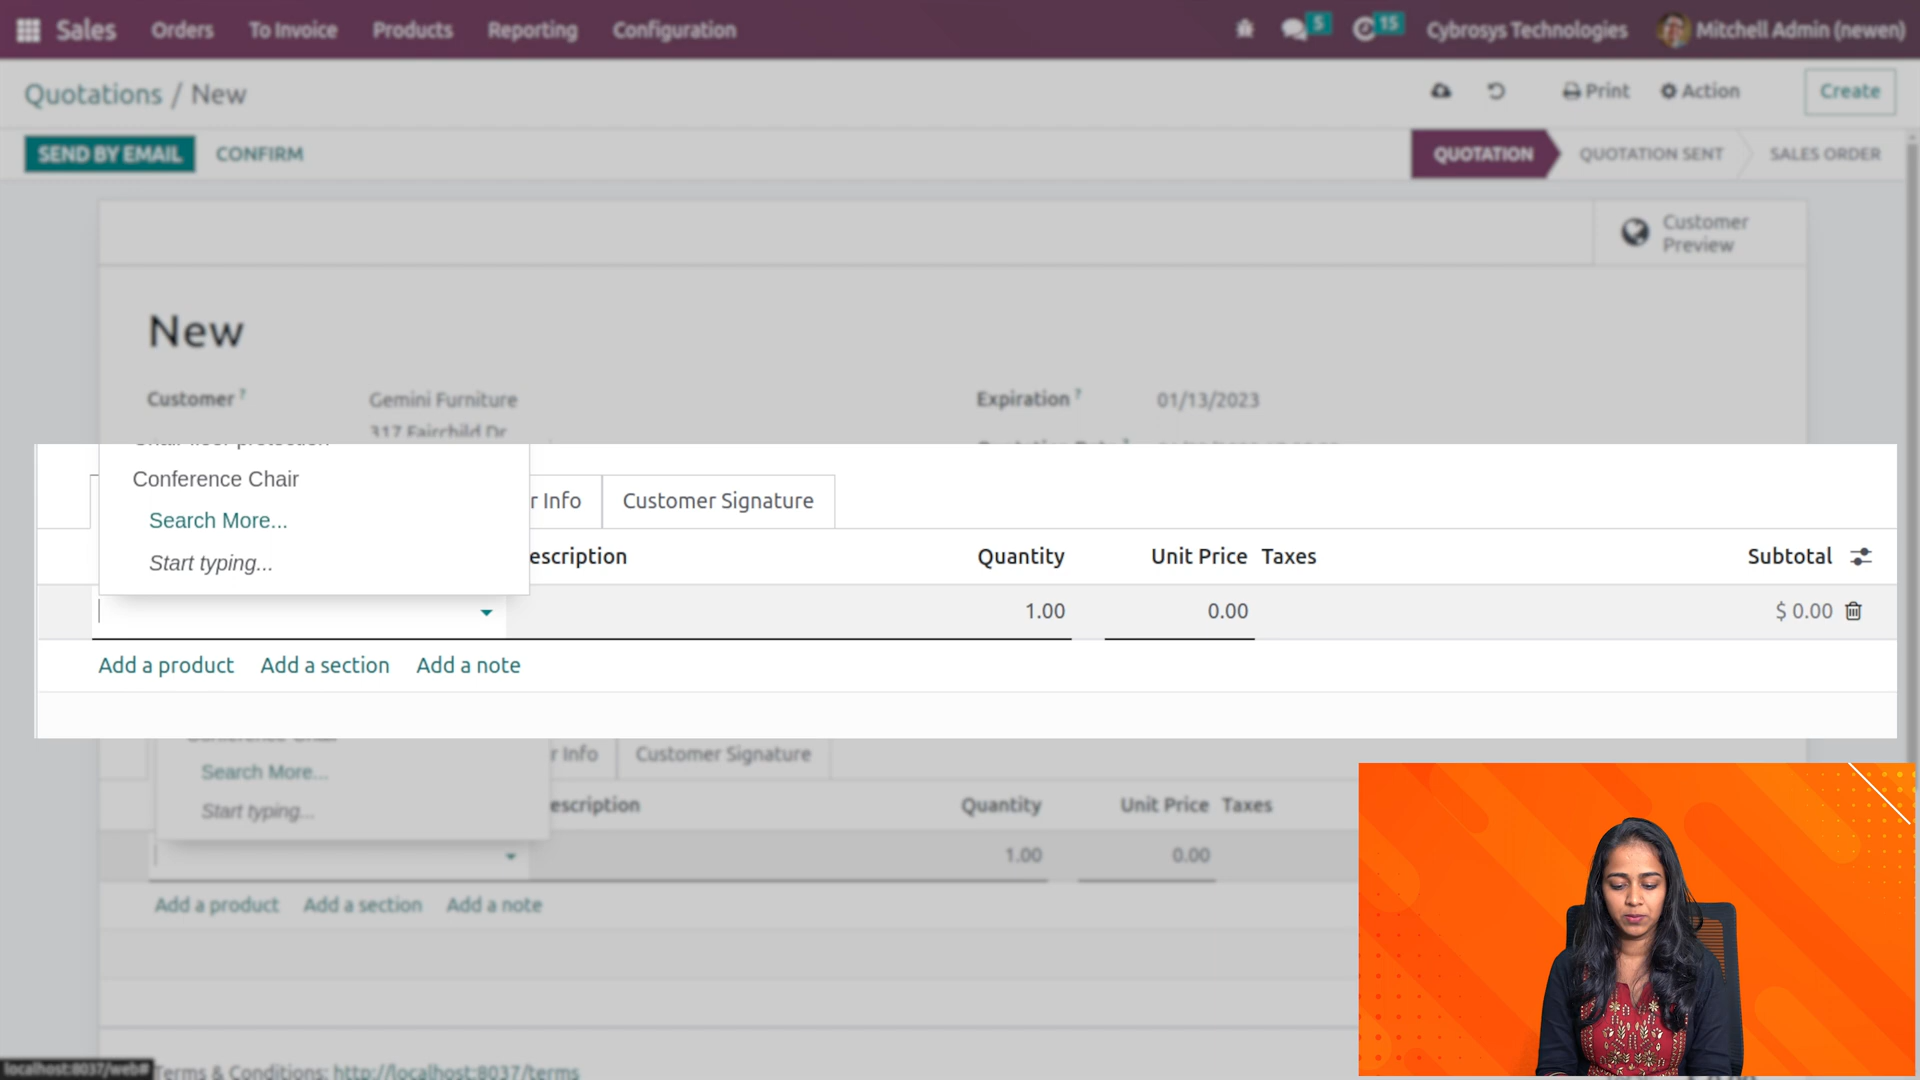 Sales Orders To Invoice Products Reporting Configuration 5 15 Cybrosys Technologies Mitchell Admin (newen)
Quotations / New Print Action Create
SEND BY EMAIL CONFIRM QUOTATION QUOTATION SENT SALES ORDER
Customer
Preview
New
Customer ? Gemini Furniture Expiration ? 01/13/2023
317 Fairchild Dr
Conference Chair
r Info Customer Signature
Search More...
Start typing...
escription Quantity Unit Price Taxes Subtotal
1.00 0.00 $ 0.00
Add a product Add a section Add a note
r Info Customer Signature
Search More...
Start typing...
escription Quantity Unit Price Taxes
1.00 0.00
Add a product Add a section Add a note
localhost:8037/web#
Terms & Conditions: http://localhost:8037/terms